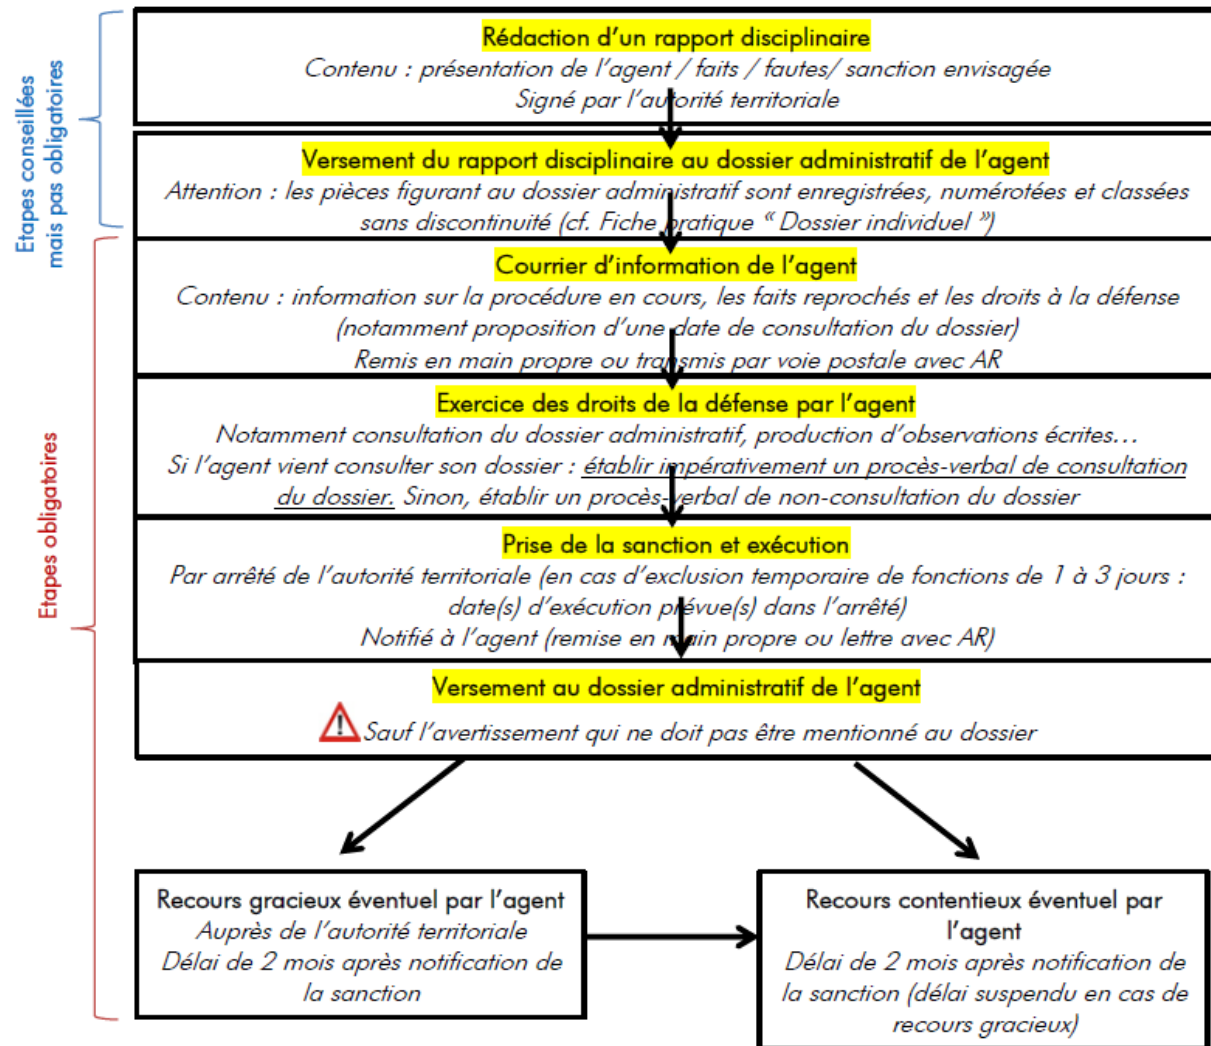 Etapes conseillées
mais pas obligatoires
Rédaction d’un rapport disciplinaire
Contenu : présentation de l’agent / faits / fautes/ sanction envisagée
Signé par l’autorité territoriale
Versement du rapport disciplinaire au dossier administratif de l’agent
Attention : les pièces figurant au dossier administratif sont enregistrées, numérotées et classées
sans discontinuité (cf. Fiche pratique “ Dossier individuel ”)
Etapes obligatoires
Courrier d’information de l’agent
Contenu : information sur la procédure en cours, les faits reprochés et les droits à la défense
(notamment proposition d’une date de consultation du dossier)
Remis en main propre ou transmis par voie postale avec AR
Exercice des droits de la défense par l’agent
Notamment consultation du dossier administratif, production d’observations écrites…
Si l’agent vient consulter son dossier : établir impérativement un procès-verbal de consultation
du dossier. Sinon, établir un procès-verbal de non-consultation du dossier
Prise de la sanction et exécution
Par arrêté de l’autorité territoriale (en cas d’exclusion temporaire de fonctions de 1 à 3 jours :
date(s) d’exécution prévue(s) dans l’arrêté)
Notifié à l’agent (remise en main propre ou lettre avec AR)
Versement au dossier administratif de l’agent
Sauf l’avertissement qui ne doit pas être mentionné au dossier
Recours gracieux éventuel par l’agent
Auprès de l’autorité territoriale
Délai de 2 mois après notification de
la sanction
Recours contentieux éventuel par
l’agent
Délai de 2 mois après notification de
la sanction (délai suspendu en cas de
recours gracieux)